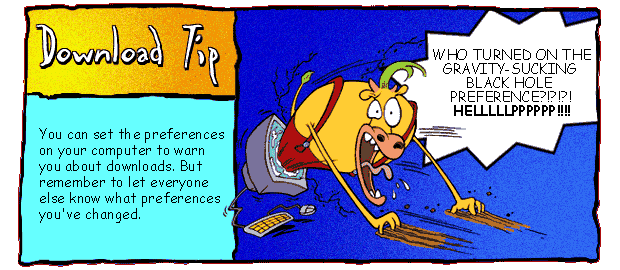 Download Tip
You can set the preferences
on your computer to warn
you about downloads. But
remember to let everyone
else know what preferences
you've changed.
WHO TURNED ON THE
GRAVITY-SUCKING
BLACK HOLE
PREFERENCE?!?!?!
HELLLLLPPPPPP!!!!